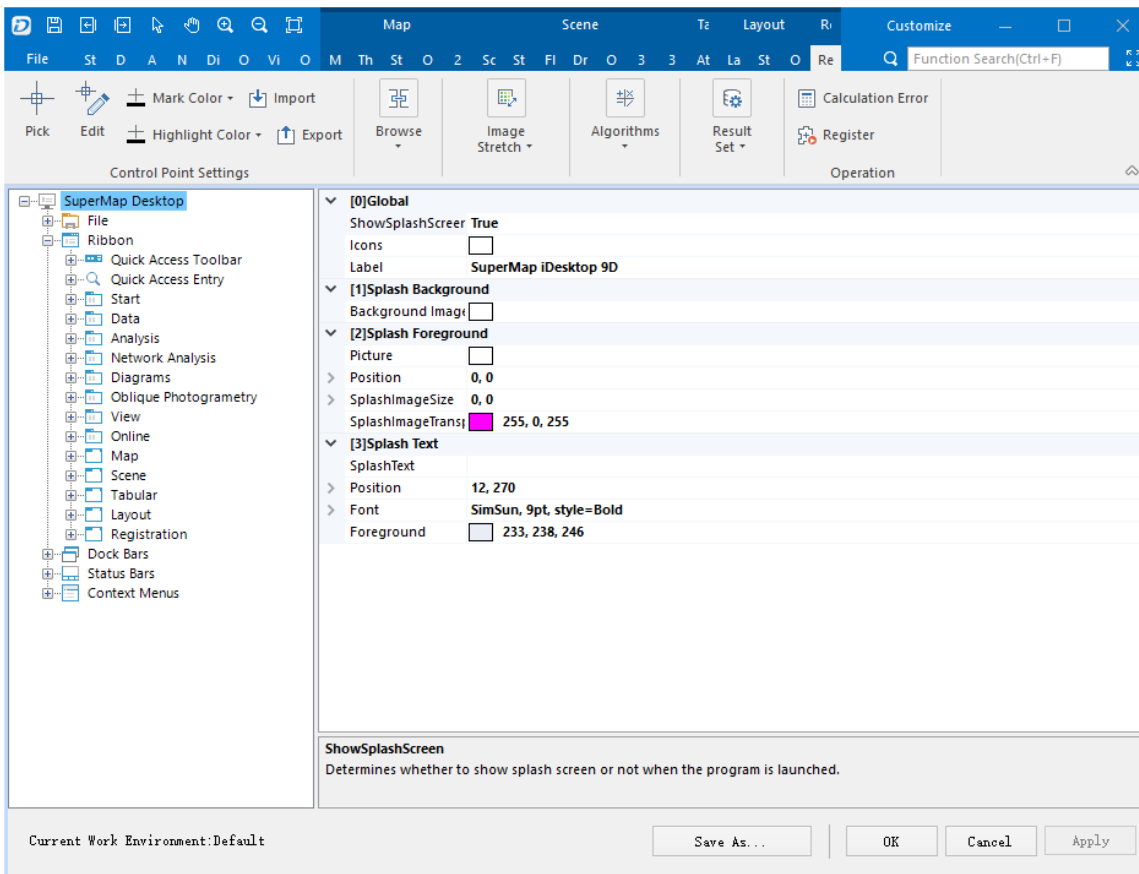 Map Scene Ta Layout Re Customize
File St D A N Di O Vi O M Th St O 2 Sc St Fl Dr O 3 3 At La St O Re Function Search(Ctrl+F)
Mark Color Import
Pick Edit Browse Image Stretch Algorithms Result Set Calculation Error
Highlight Color Export Register
Control Point Settings Operation
SuperMap Desktop
File
Ribbon
Quick Access Toolbar
Quick Access Entry
Start
Data
Analysis
Network Analysis
Diagrams
Oblique Photogrametry
View
Online
Map
Scene
Tabular
Layout
Registration
Dock Bars
Status Bars
Context Menus
[0]Global
ShowSplashScreer True
Icons
Label SuperMap iDesktop 9D
[1]Splash Background
Background Image
[2]Splash Foreground
Picture
Position 0, 0
SplashImageSize 0, 0
SplashImageTransp 255, 0, 255
[3]Splash Text
SplashText
Position 12, 270
Font SimSun, 9pt, style=Bold
Foreground 233, 238, 246
ShowSplashScreen
Determines whether to show splash screen or not when the program is launched.
Current Work Environment:Default Save As... OK Cancel Apply